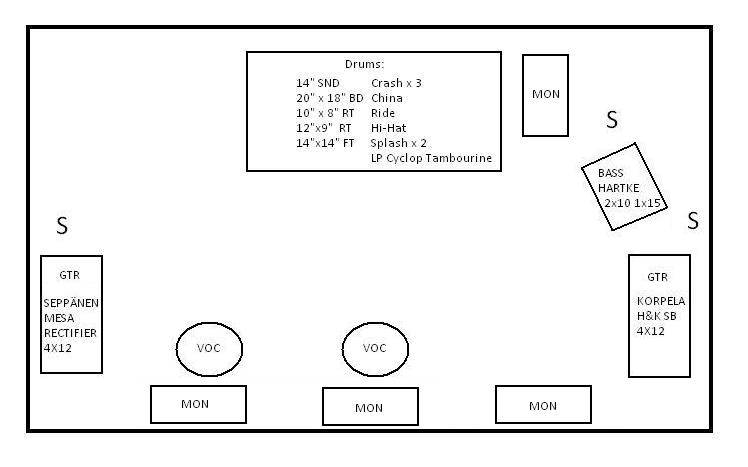 Drums:
14" SND Crash x 3
20" x 18" BD China
10" x 8" RT Ride
12"x9" RT Hi-Hat
14"x14" FT Splash x 2
LP Cyclop Tambourine
MON
S
BASS
HARTKE
2x10 1x15
S
S
GTR
SEPPÄNEN
MESA
RECTIFIER
4X12
GTR
KORPELA
H&K SB
4X12
VOC
VOC
MON
MON
MON